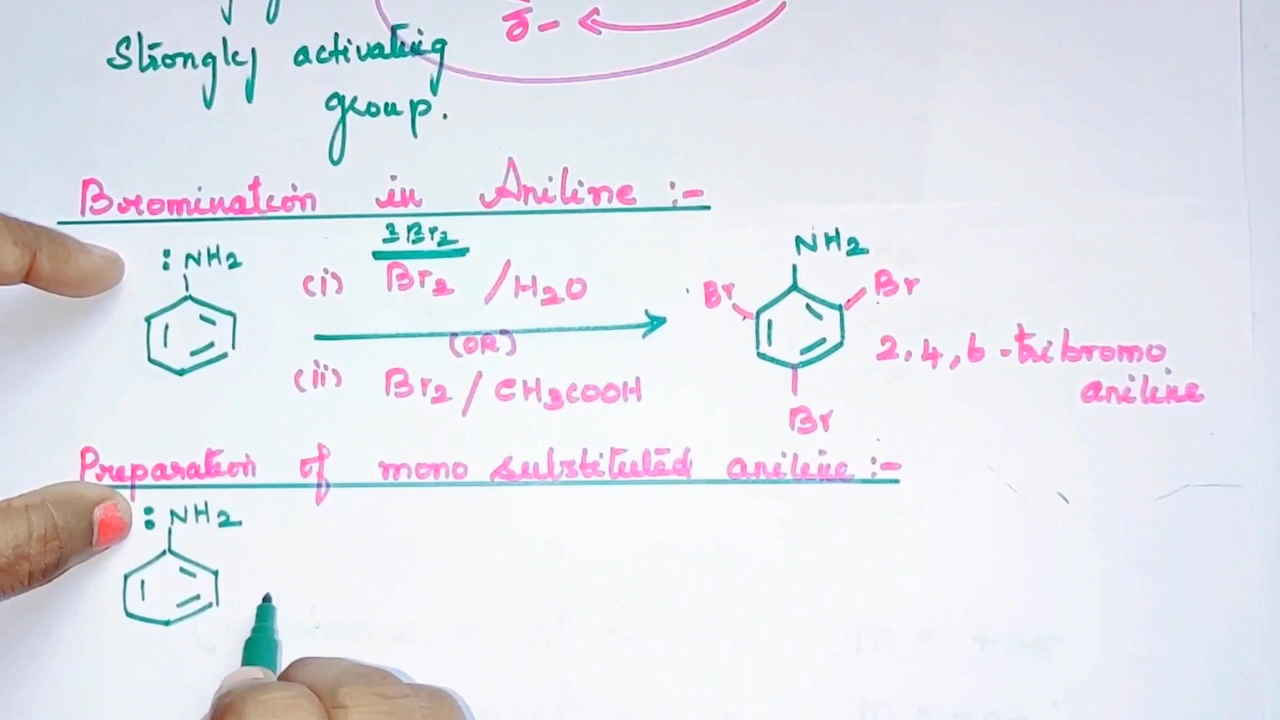 δ-
Strongly activating
group.
Bromination in Aniline :-
3Br2
:NH2
(i) Br2 /H2O
(OR)
(ii) Br2 / CH3COOH
NH2
Br
Br
Br
2,4,6-tribromo
aniline
Preparation of mono substituted aniline :-
:NH2